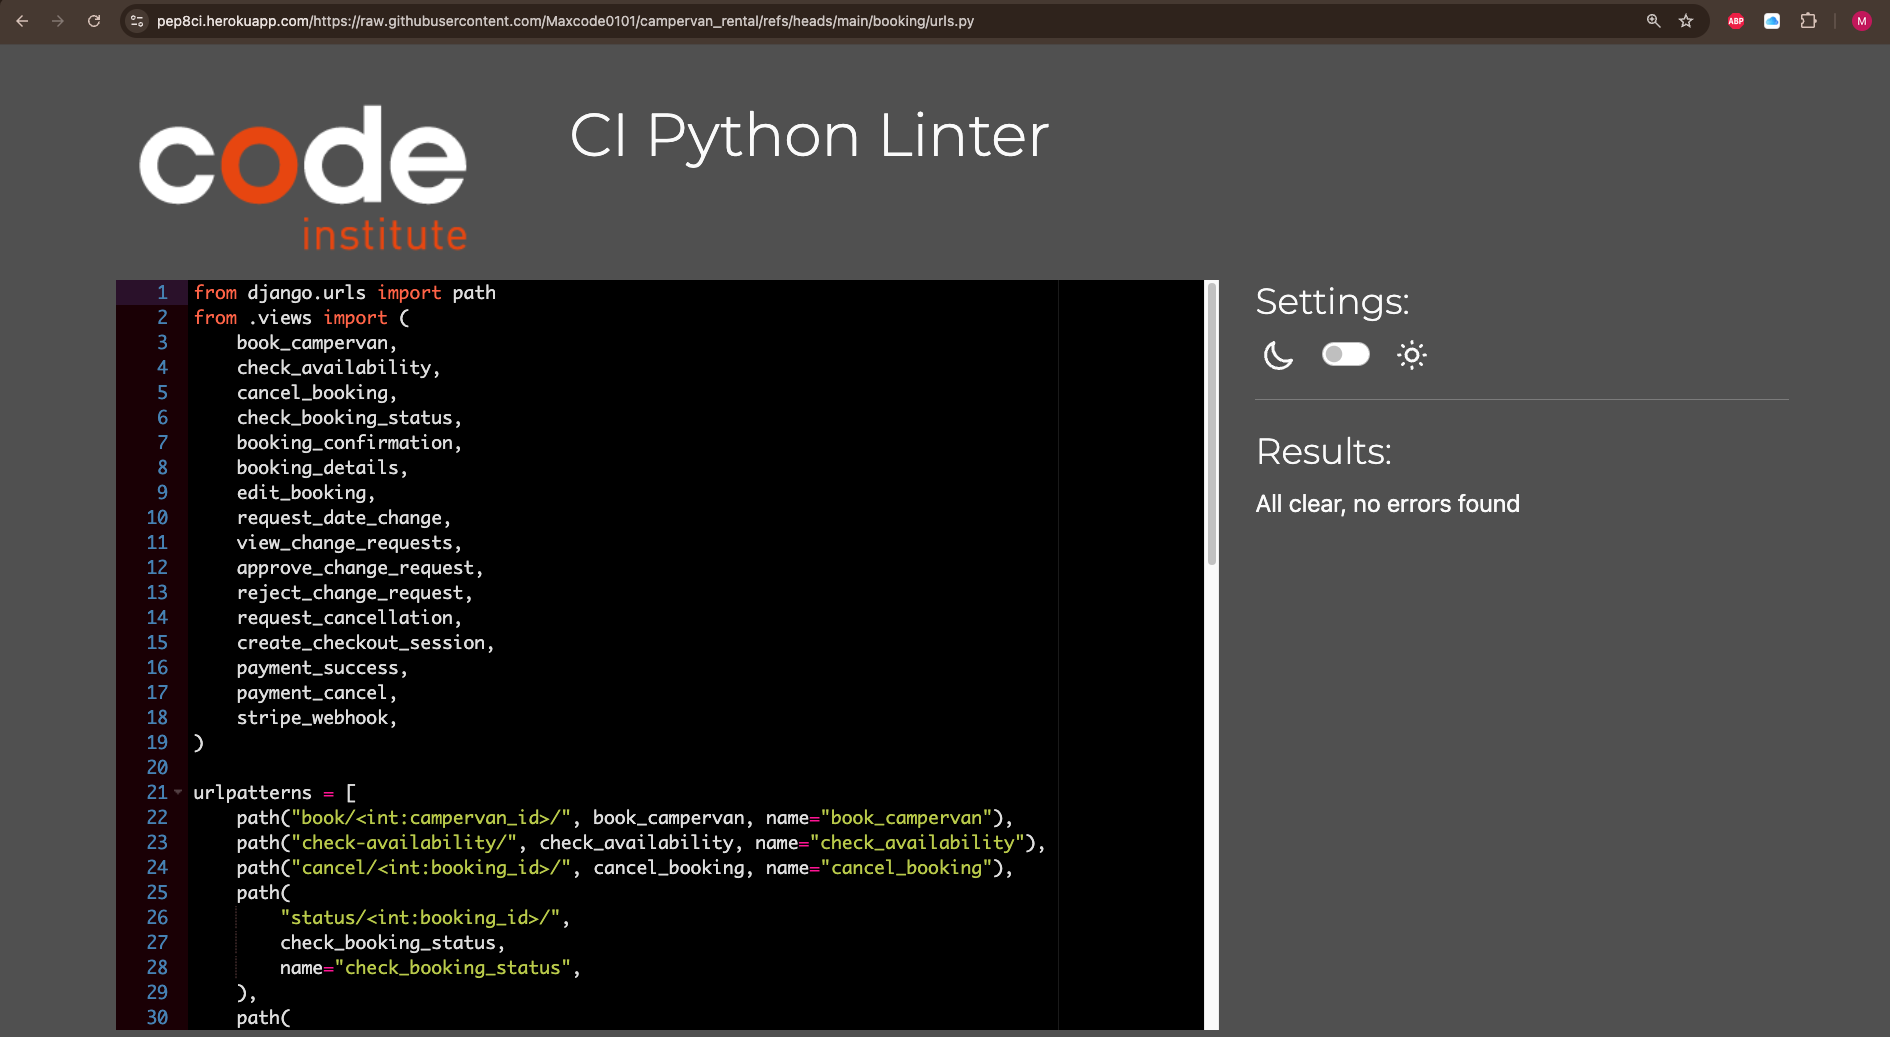 pep8ci.herokuapp.com/https://raw.githubusercontent.com/Maxcode0101/campervan_rental/refs/heads/main/booking/urls.py
ABP
M
code
institute
CI Python Linter
1 from django.urls import path
2 from .views import (
3     book_campervan,
4     check_availability,
5     cancel_booking,
6     check_booking_status,
7     booking_confirmation,
8     booking_details,
9     edit_booking,
10     request_date_change,
11     view_change_requests,
12     approve_change_request,
13     reject_change_request,
14     request_cancellation,
15     create_checkout_session,
16     payment_success,
17     payment_cancel,
18     stripe_webhook,
19 )
20
21 urlpatterns = [
22     path("book/<int:campervan_id>/", book_campervan, name="book_campervan"),
23     path("check-availability/", check_availability, name="check_availability"),
24     path("cancel/<int:booking_id>/", cancel_booking, name="cancel_booking"),
25     path(
26         "status/<int:booking_id>/",
27         check_booking_status,
28         name="check_booking_status",
29     ),
30     path(
Settings:
Results:
All clear, no errors found